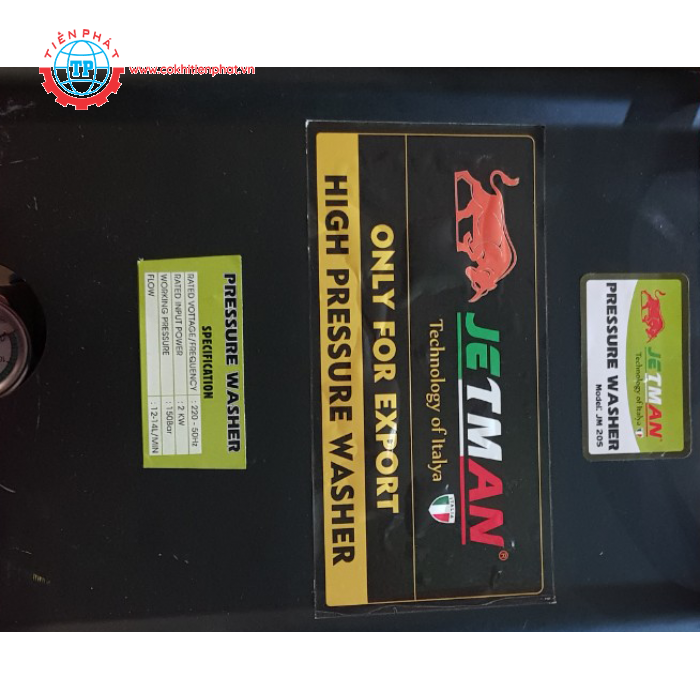 TIẾN PHÁT
TP
www.cokhitienphat.vn
JETMAN
Technology of Italya
PRESSURE WASHER
Model: JM 205
JETMAN®
Technology of Italya
ITALIA
ONLY FOR EXPORT
HIGH PRESSURE WASHER
PRESSURE WASHER
SPECIFICATION
RATED VOTTAGE/FREQUENCY : 220 - 50Hz
RATED INPUT POWER : 2 KW
WORKING PRESSURE : 150Bar
FLOW : 12-14L/MIN